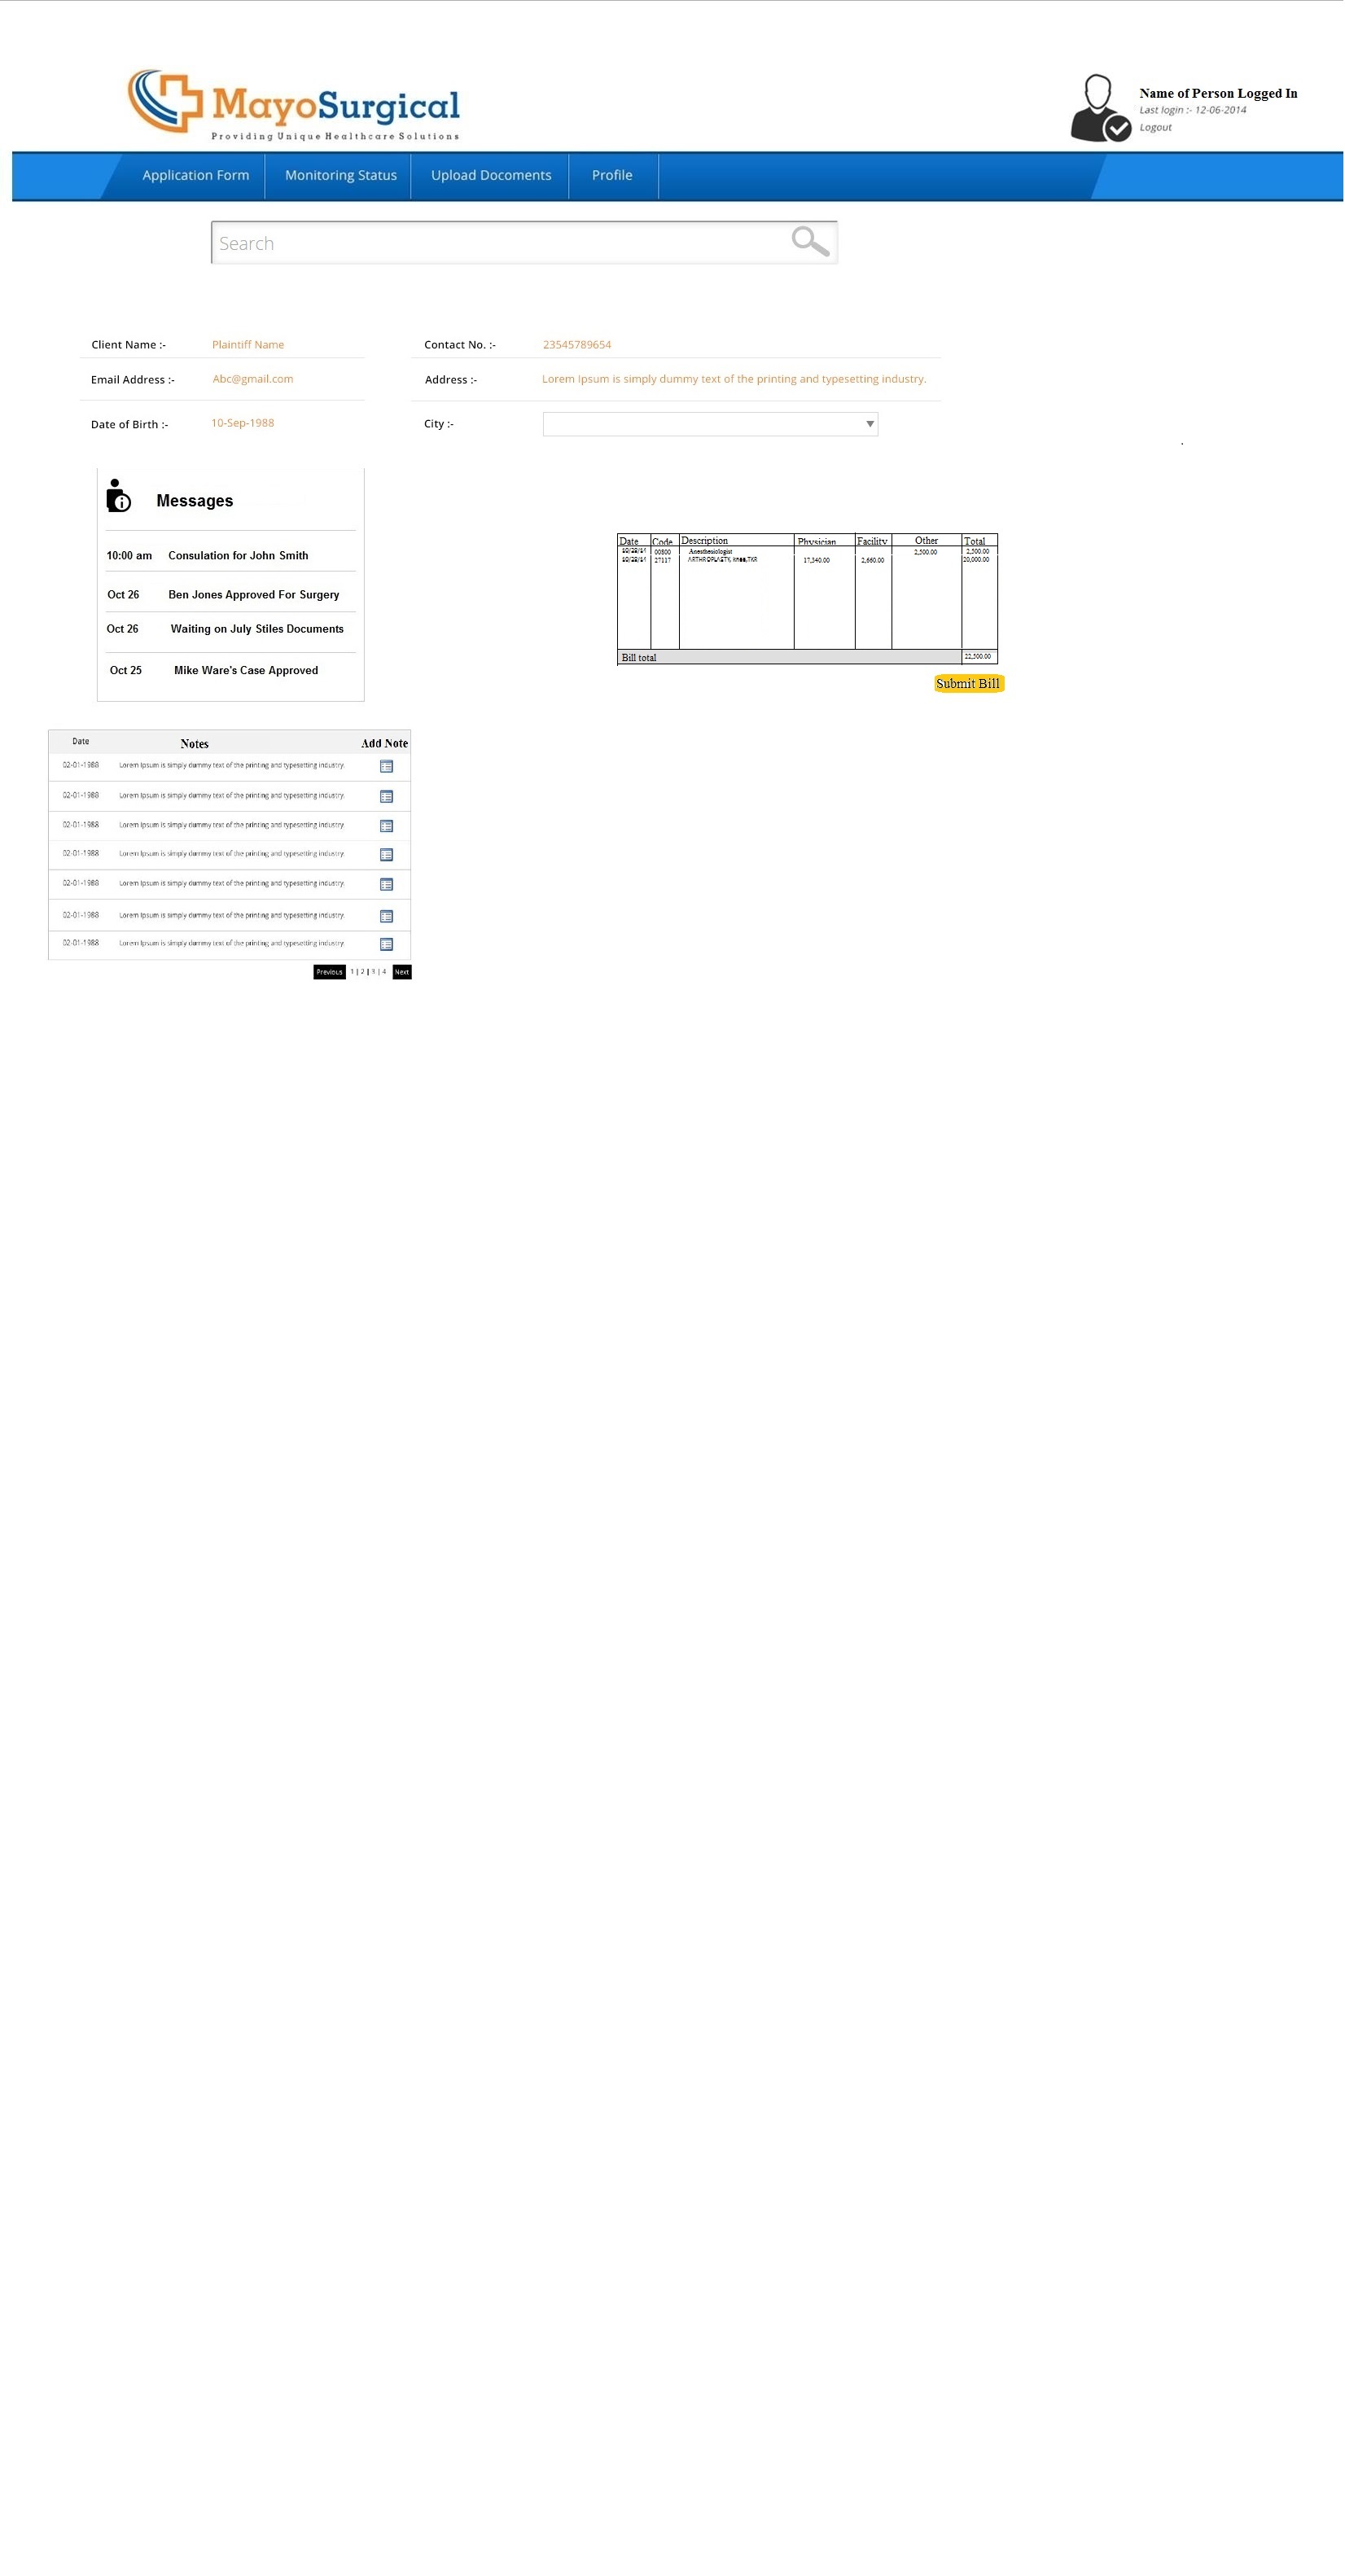 MayoSurgical
Providing Unique Healthcare Solutions
Name of Person Logged In
Last login :- 12-06-2014
Logout
Application Form Monitoring Status Upload Docoments Profile
Search
Client Name :- Plaintiff Name Contact No. :- 23545789654
Email Address :- Abc@gmail.com Address :- Lorem Ipsum is simply dummy text of the printing and typesetting industry.
Date of Birth :- 10-Sep-1988 City :-
Messages
10:00 am Consulation for John Smith
Oct 26 Ben Jones Approved For Surgery
Oct 26 Waiting on July Stiles Documents
Oct 25 Mike Ware's Case Approved
Date Code Description Physician Facility Other Total
10/28/14 00800 Anesthesiologist 2,500.00 2,500.00
10/28/14 27117 ARTHROPLASTY, knee,TKR 17,340.00 2,660.00 20,000.00
Bill total 22,500.00
Submit Bill
Date Notes Add Note
02-01-1988 Lorem Ipsum is simply dummy text of the printing and typesetting industry.
02-01-1988 Lorem Ipsum is simply dummy text of the printing and typesetting industry.
02-01-1988 Lorem Ipsum is simply dummy text of the printing and typesetting industry.
02-01-1988 Lorem Ipsum is simply dummy text of the printing and typesetting industry.
02-01-1988 Lorem Ipsum is simply dummy text of the printing and typesetting industry.
02-01-1988 Lorem Ipsum is simply dummy text of the printing and typesetting industry.
02-01-1988 Lorem Ipsum is simply dummy text of the printing and typesetting industry.
Previous 1 | 2 | 3 | 4 Next